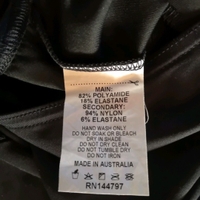 MAIN:
82% POLYAMIDE
18% ELASTANE
SECONDARY:
94% NYLON
6% ELASTANE
HAND WASH ONLY
DO NOT SOAK OR BLEACH
DRY IN SHADE
DO NOT TUMBLE DRY
DO NOT DRY CLEAN
DO NOT IRON
MADE IN AUSTRALIA
RN144797